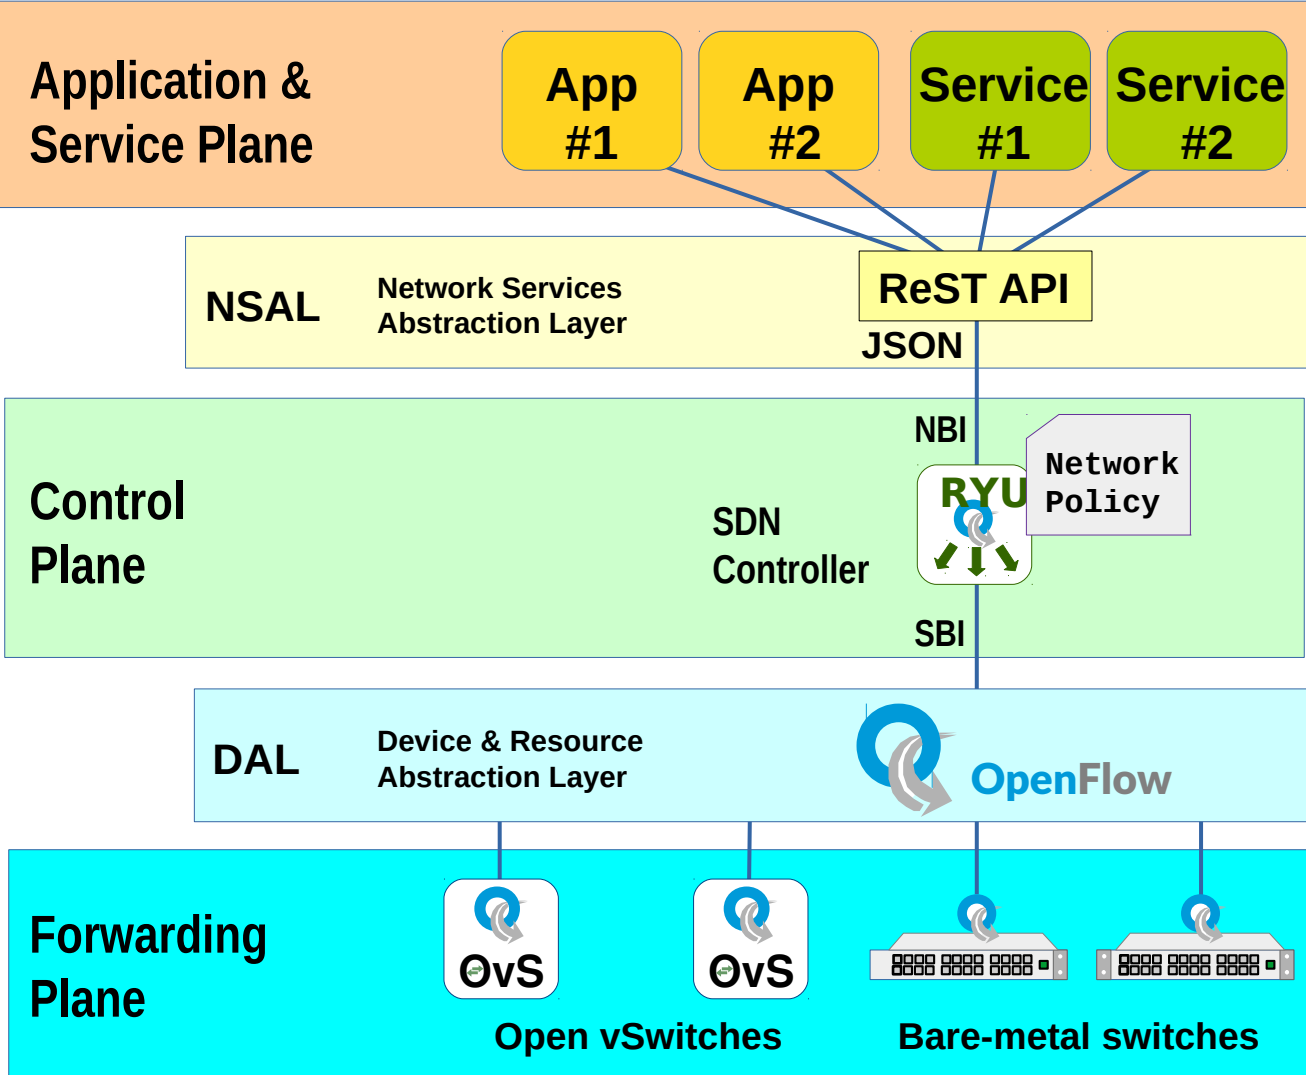 Application &
Service Plane
App
#1
App
#2
Service
#1
Service
#2
NSAL
Network Services
Abstraction Layer
ReST API
JSON
Control
Plane
NBI
SDN
Controller
RYU
Network
Policy
SBI
DAL
Device & Resource
Abstraction Layer
OpenFlow
Forwarding
Plane
OvS
OvS
Open vSwitches
Bare-metal switches